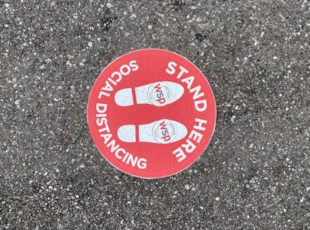 STAND HERE
wsp
wsp
SOCIAL DISTANCING